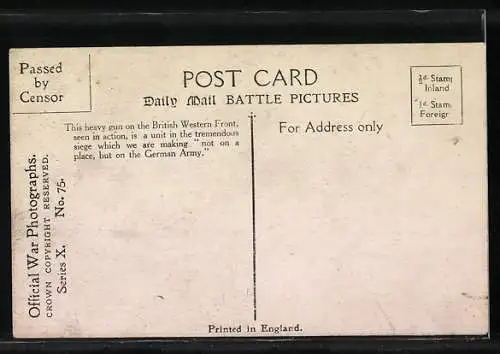 Passed
by
Censor
POST CARD
Daily Mail BATTLE PICTURES
½d Stamp
Inland
1d Stam
Foreign
This heavy gun on the British Western Front,
seen in action, is a unit in the tremendous
siege which we are making "not on a
place, but on the German Army."
For Address only
Official War Photographs.
CROWN COPYRIGHT RESERVED.
Series X. No. 75.
Printed in England.